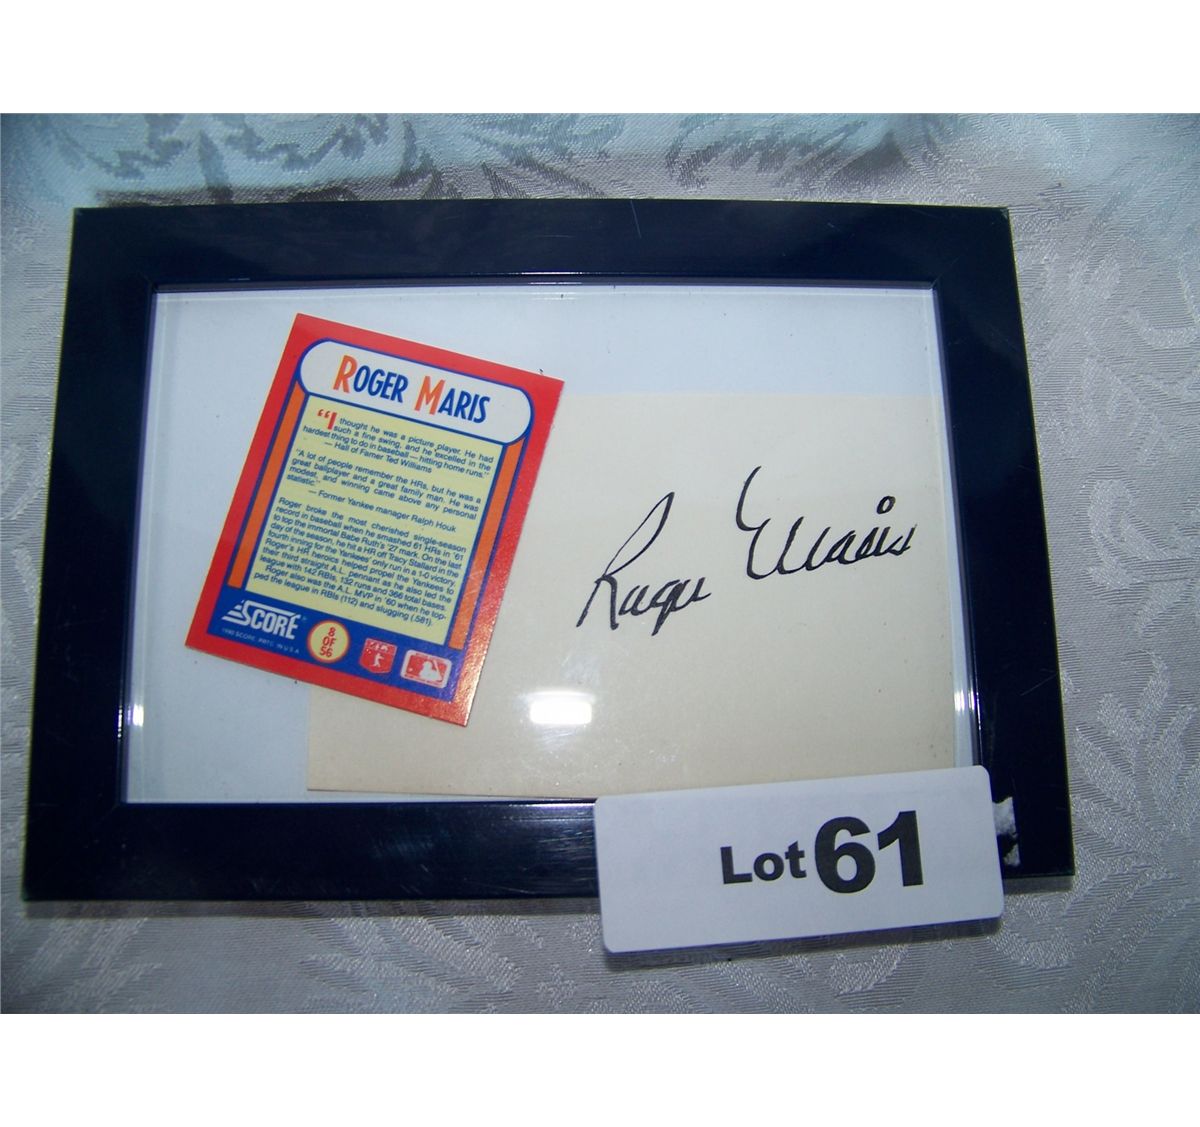 ROGER MARIS
"I thought he was a picture player. He had
such a fine swing, and he excelled in the
hardest thing to do in baseball — hitting home runs."
— Hall of Famer Ted Williams
"A lot of people remember the HRs, but he was a
great ballplayer and a great family man. He was
modest, and winning came above any personal
statistic."
— Former Yankee manager Ralph Houk
Roger broke the most cherished single-season
record in baseball when he smashed 61 HRs in '61
to top the immortal Babe Ruth's '27 mark. On the last
day of the season, he hit a HR off Tracy Stallard in the
fourth inning for the Yankees' only run in a 1-0 victory.
Roger's HR heroics helped propel the Yankees to
their third straight A.L. pennant as he also led the
league with 142 RBIs, 132 runs and 366 total bases.
Roger also was the A.L. MVP in '60 when he top-
ped the league in RBIs (112) and slugging (.581).
SCORE
1990 SCORE, PRTD. IN U.S.A.
8
OF
56
Roger Maris
Lot 61